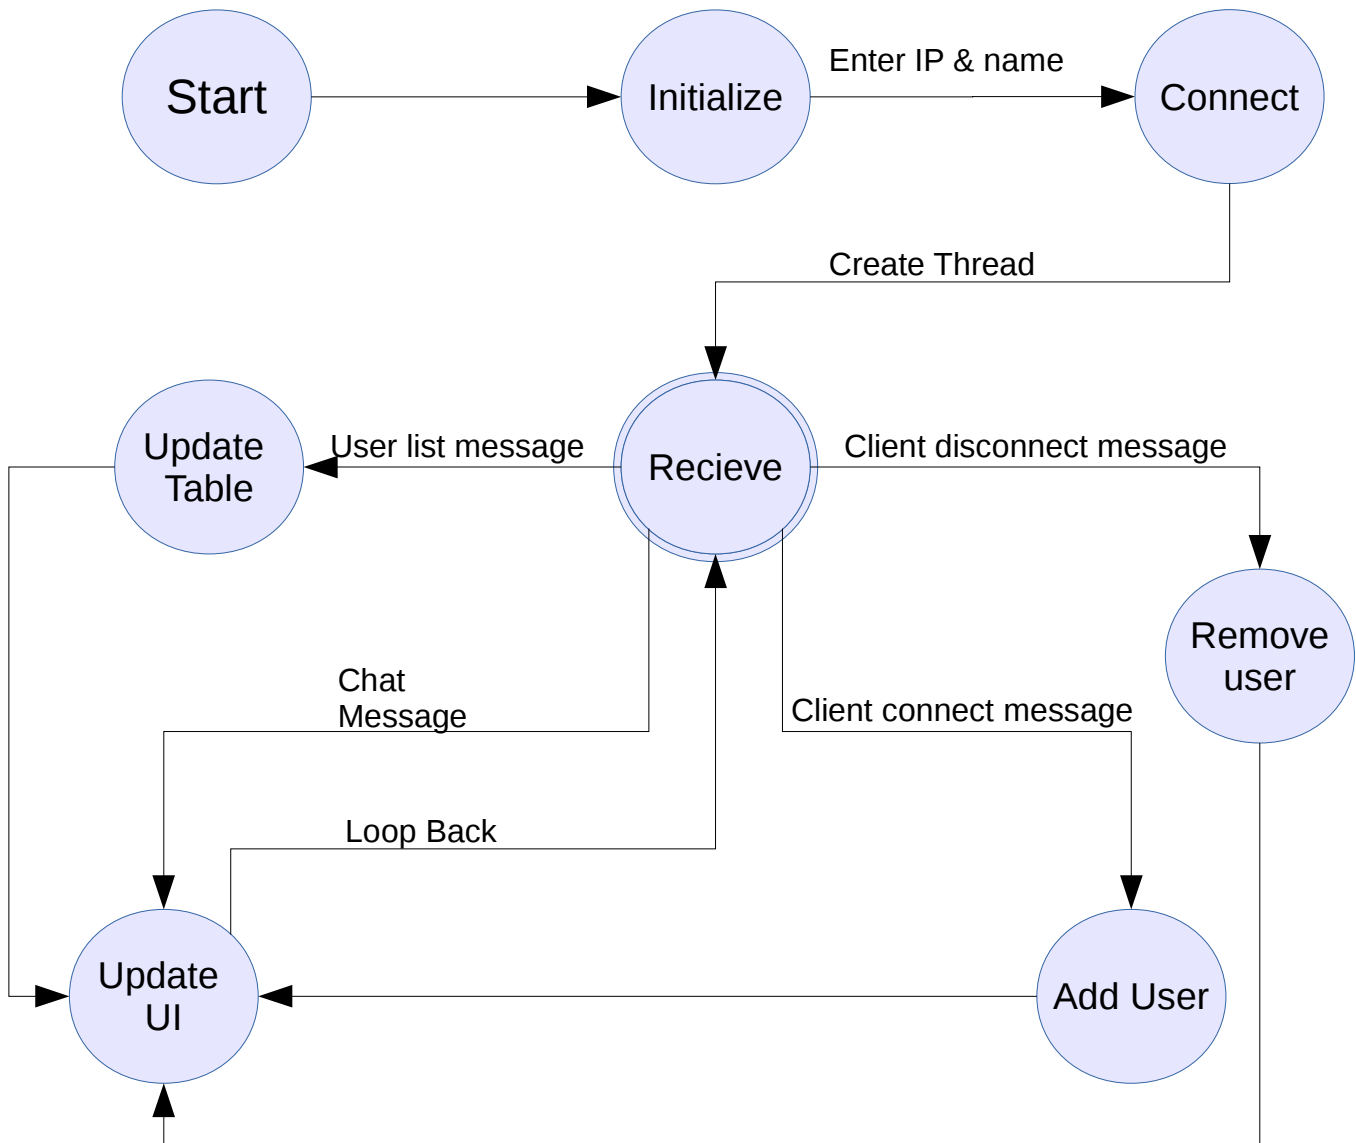 Start
Initialize
Enter IP & name
Connect
Create Thread
Update
Table
User list message
Recieve
Client disconnect message
Remove
user
Chat
Message
Client connect message
Loop Back
Update
UI
Add User